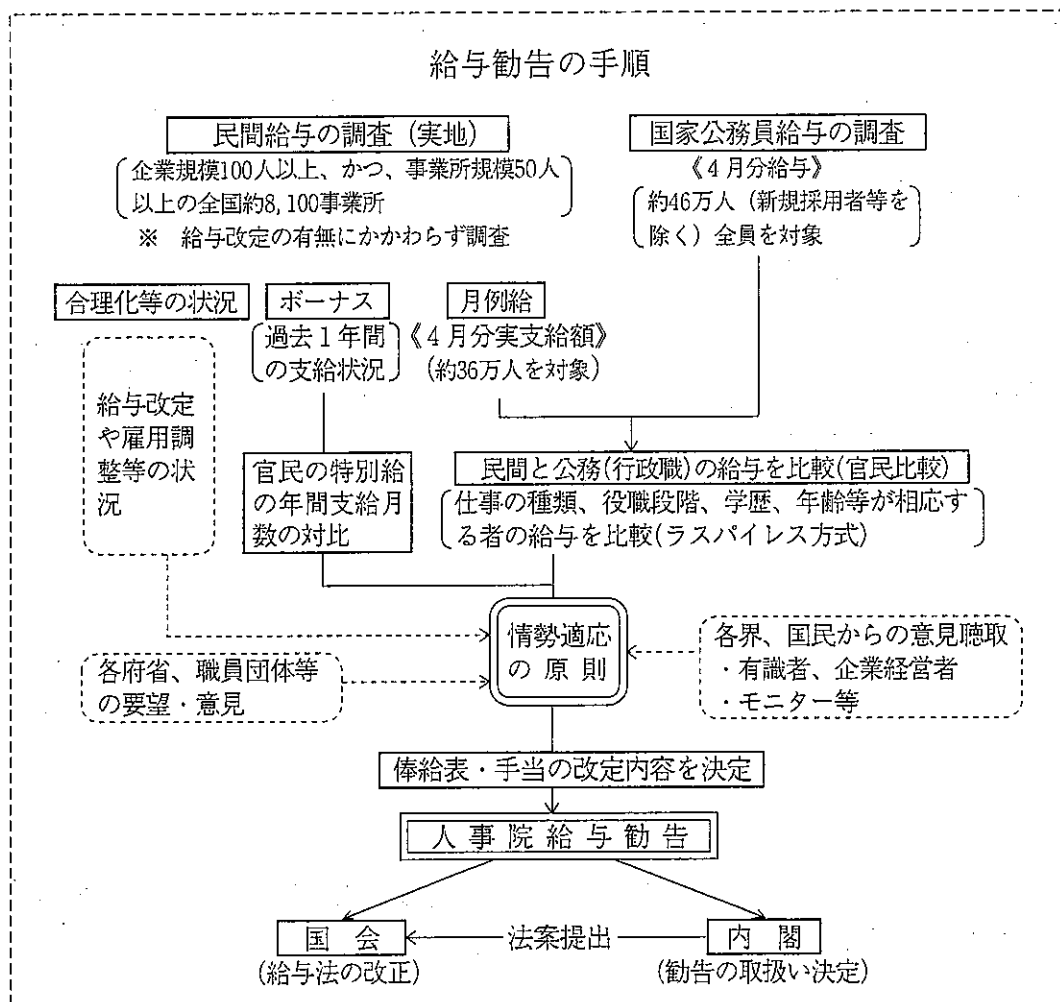 給与勧告の手順
民間給与の調査（実地）
企業規模100人以上、かつ、事業所規模50人
以上の全国約8,100事業所
※　給与改定の有無にかかわらず調査
国家公務員給与の調査
《４月分給与》
約46万人（新規採用者等を
除く）全員を対象
合理化等の状況
給与改定
や雇用調
整等の状
況
ボーナス
過去１年間
の支給状況
月例給
《４月分実支給額》
（約36万人を対象）
官民の特別給
の年間支給月
数の対比
民間と公務(行政職)の給与を比較(官民比較)
仕事の種類、役職段階、学歴、年齢等が相応す
る者の給与を比較(ラスパイレス方式)
情勢適応
の原則
各府省、職員団体等
の要望・意見
各界、国民からの意見聴取
・有識者、企業経営者
・モニター等
俸給表・手当の改定内容を決定
人事院給与勧告
国会
(給与法の改正)
法案提出
内閣
(勧告の取扱い決定)